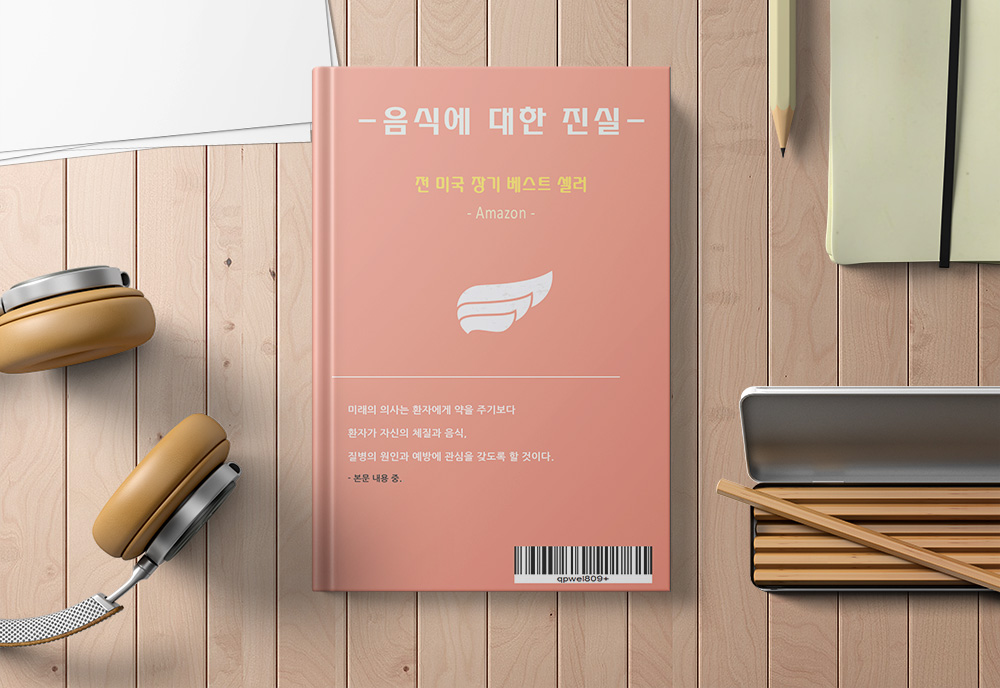 -음식에 대한 진실-
전 미국 장기 베스트 셀러
- Amazon -
미래의 의사는 환자에게 약을 주기보다
환자가 자신의 체질과 음식,
질병의 원인과 예방에 관심을 갖도록 할 것이다.
- 본문 내용 중.
qpwei809+